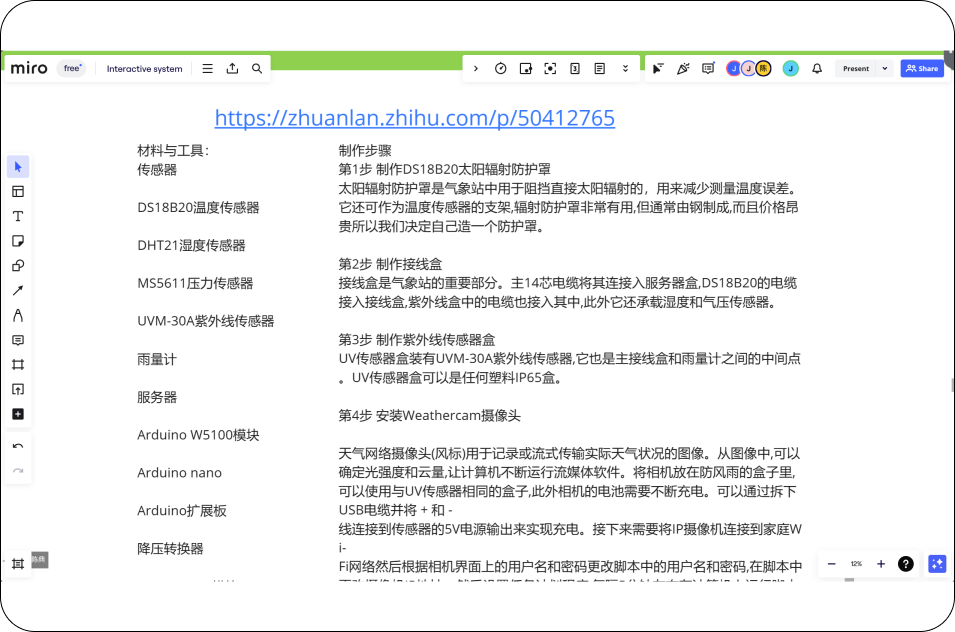 miro free Interactive system 3 J J 陈 J Present Share
https://zhuanlan.zhihu.com/p/50412765
材料与工具：
传感器
DS18B20温度传感器
DHT21湿度传感器
MS5611压力传感器
UVM-30A紫外线传感器
雨量计
服务器
Arduino W5100模块
Arduino nano
Arduino扩展板
降压转换器
制作步骤
第1步 制作DS18B20太阳辐射防护罩
太阳辐射防护罩是气象站中用于阻挡直接太阳辐射的，用来减少测量温度误差。
它还可作为温度传感器的支架,辐射防护罩非常有用,但通常由钢制成,而且价格昂
贵所以我们决定自己造一个防护罩。
第2步 制作接线盒
接线盒是气象站的重要部分。主14芯电缆将其连接入服务器盒,DS18B20的电缆
接入接线盒,紫外线盒中的电缆也接入其中,此外它还承载湿度和气压传感器。
第3步 制作紫外线传感器盒
UV传感器盒装有UVM-30A紫外线传感器,它也是主接线盒和雨量计之间的中间点
。UV传感器盒可以是任何塑料IP65盒。
第4步 安装Weathercam摄像头
天气网络摄像头(风标)用于记录或流式传输实际天气状况的图像。从图像中,可以
确定光强度和云量,让计算机不断运行流媒体软件。将相机放在防风雨的盒子里,
可以使用与UV传感器相同的盒子,此外相机的电池需要不断充电。可以通过拆下
USB电缆并将 + 和 -
线连接到传感器的5V电源输出来实现充电。接下来需要将IP摄像机连接到家庭W
i-
Fi网络然后根据相机界面上的用户名和密码更改脚本中的用户名和密码,在脚本中
12%